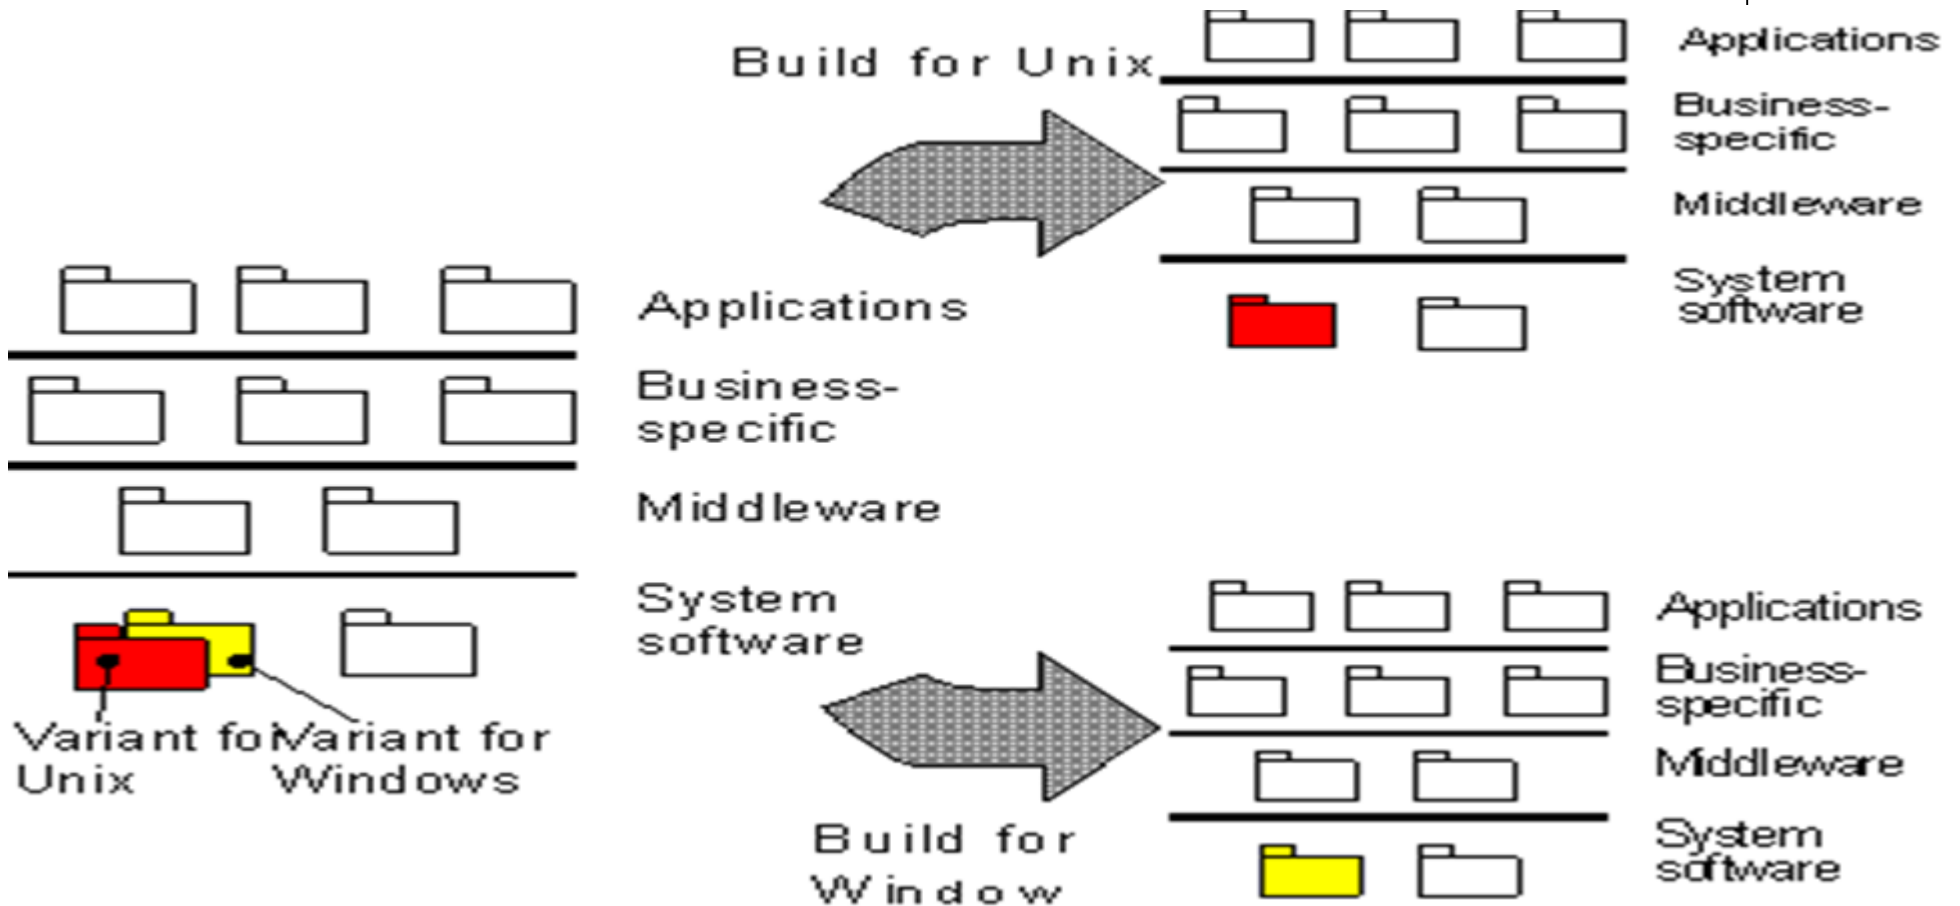 Build for Unix
Applications
Business-
specific
Middleware
System
software
Applications
Business-
specific
Middleware
System
software
Variant for
Unix
Variant for
Windows
Build for
Window
Applications
Business-
specific
Middleware
System
software